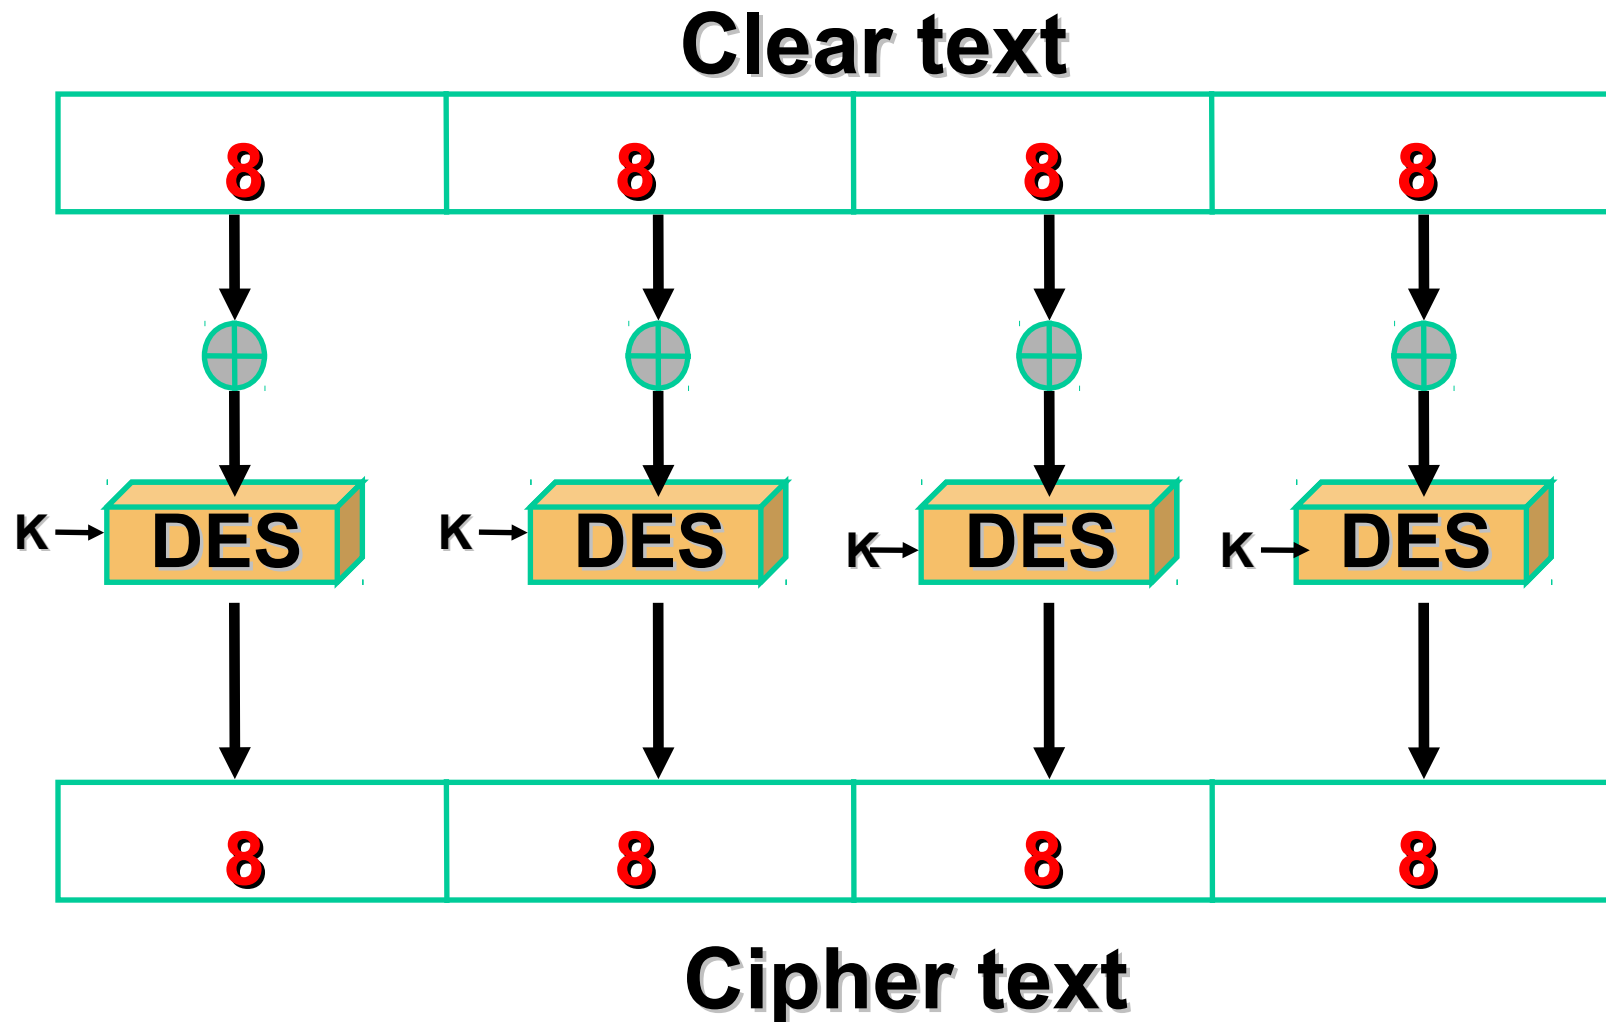 Clear text
8 8 8 8
K DES K DES K DES K DES
8 8 8 8
Cipher text